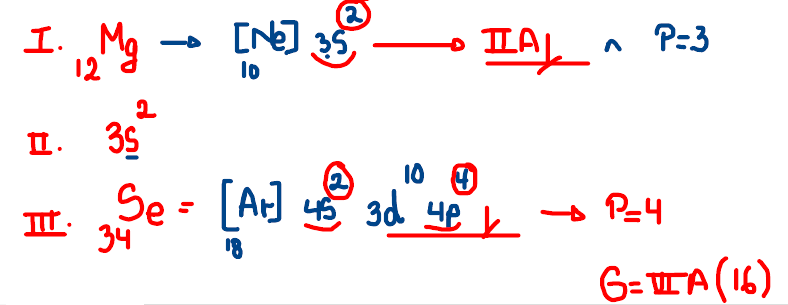 I. ₁₂Mg → [Ne] 3s² → IIA ∧ P=3
10
II. 3s²
III. ₃₄Se = [Ar] 4s² 3d¹⁰ 4p⁴ → P=4
18
G=VIA(16)